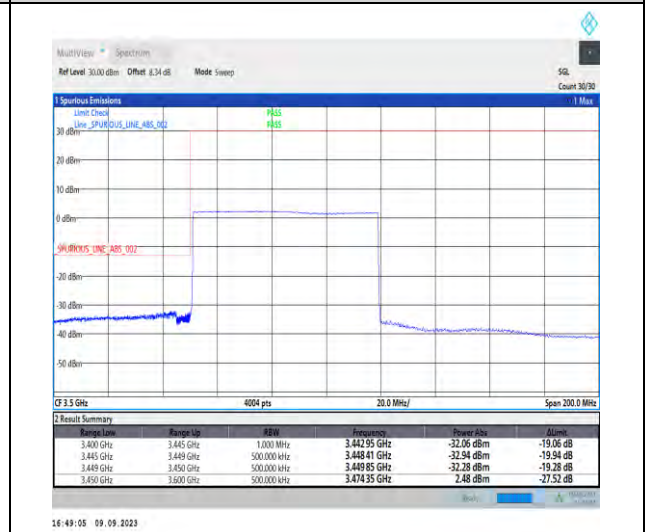 MultiView Spectrum
Ref Level 30.00 dBm Offset 8.34 dB Mode Sweep SGL
Count 30/30
1 Spurious Emissions 1 Max
Limit Check PASS
Line _SPURIOUS_LINE_ABS_002 PASS
30 dBm
20 dBm
10 dBm
0 dBm
_SPURIOUS_LINE_ABS_002
-20 dBm
-30 dBm
-40 dBm
-50 dBm
CF 3.5 GHz 4004 pts 20.0 MHz/ Span 200.0 MHz
2 Result Summary
Range Low Range Up RBW Frequency Power Abs ΔLimit
3.400 GHz 3.445 GHz 1.000 MHz 3.442 95 GHz -32.06 dBm -19.06 dB
3.445 GHz 3.449 GHz 500.000 kHz 3.448 41 GHz -32.94 dBm -19.94 dB
3.449 GHz 3.450 GHz 500.000 kHz 3.449 85 GHz -32.28 dBm -19.28 dB
3.450 GHz 3.600 GHz 500.000 kHz 3.474 35 GHz 2.48 dBm -27.52 dB
Ready
16:49:05 09.09.2023